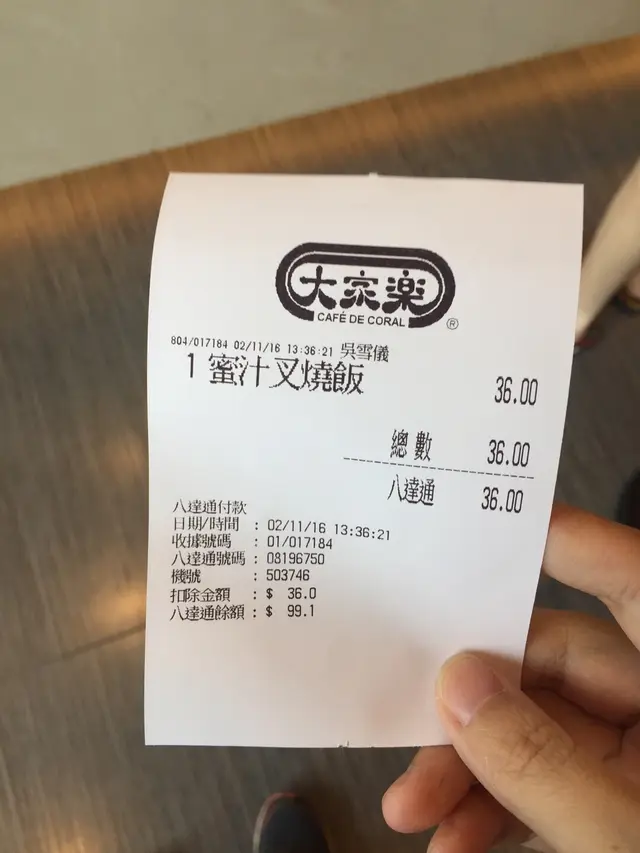 大家樂
CAFÉ DE CORAL
®
804/017184 02/11/16 13:36:21 吳雪儀
1 蜜汁叉燒飯 36.00
總數 36.00
八達通 36.00
八達通付款
日期/時間 : 02/11/16 13:36:21
收據號碼 : 01/017184
八達通號碼 : 08196750
機號 : 503746
扣除金額 : $ 36.0
八達通餘額 : $ 99.1